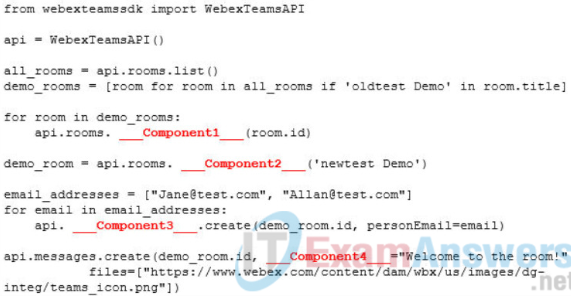 from webexteamssdk import WebexTeamsAPI
api = WebexTeamsAPI()
all_rooms = api.rooms.list()
demo_rooms = [room for room in all_rooms if 'oldtest Demo' in room.title]
for room in demo_rooms:
api.rooms. ___Component1___(room.id)
demo_room = api.rooms. ___Component2___('newtest Demo')
email_addresses = ["Jane@test.com", "Allan@test.com"]
for email in email_addresses:
api. ___Component3___.create(demo_room.id, personEmail=email)
api.messages.create(demo_room.id, ___Component4___="Welcome to the room!"
files=["https://www.webex.com/content/dam/wbx/us/images/dg-
integ/teams_icon.png"])
ITExamAnswers
.net